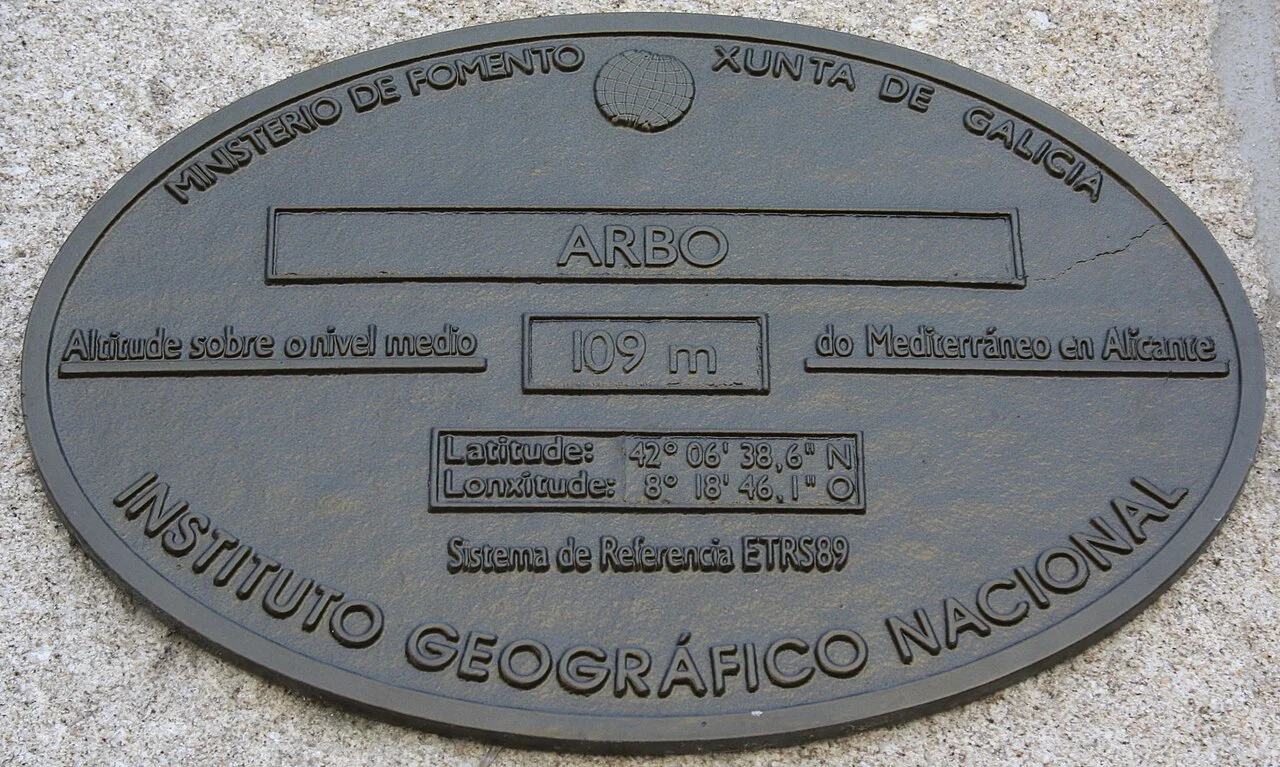 MINISTERIO DE FOMENTO
XUNTA DE GALICIA
ARBO
Altitude sobre o nivel medio
109 m
do Mediterráneo en Alicante
Latitude: 42° 06' 38,6" N
Lonxitude: 8° 18' 46,1" O
Sistema de Referencia ETRS89
INSTITUTO GEOGRÁFICO NACIONAL